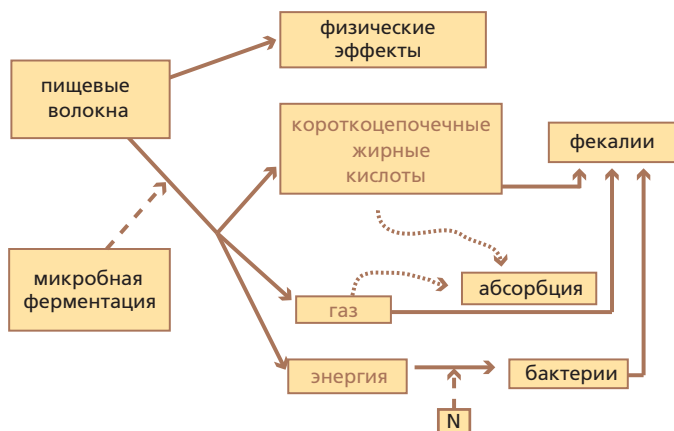 физические
эффекты
пищевые
волокна
короткоцепочечные
жирные
кислоты
фекалии
микробная
ферментация
абсорбция
газ
энергия
бактерии
N